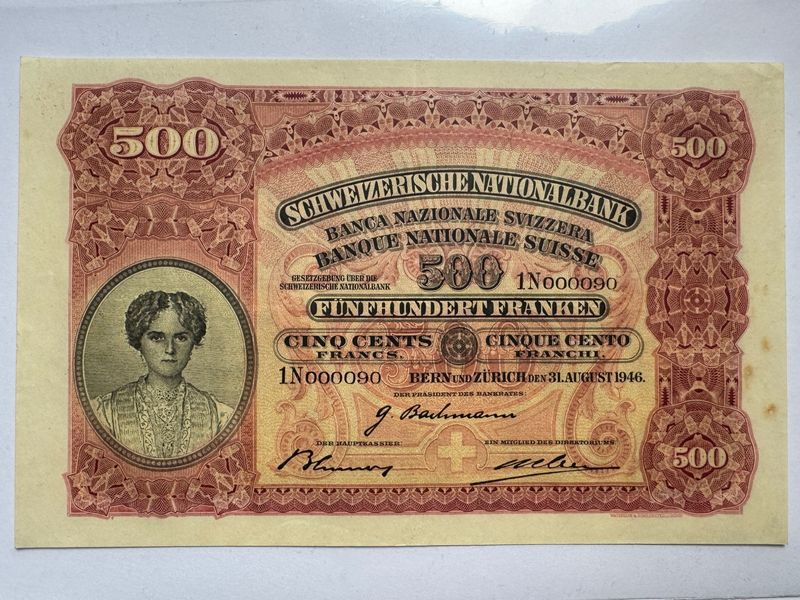 500
500
SCHWEIZERISCHE NATIONALBANK
BANCA NAZIONALE SVIZZERA
BANQUE NATIONALE SUISSE
500
1N000090
GESETZGEBUNG ÜBER DIE
SCHWEIZERISCHE NATIONALBANK
FÜNFHUNDERT FRANKEN
CINQ CENTS
FRANCS.
CINQUE CENTO
FRANCHI.
1N000090
BERN UND ZÜRICH DEN 31. AUGUST 1946.
DER PRÄSIDENT DES BANKRATES:
G. Bachmann
DER HAUPTKASSIER:
EIN MITGLIED DES DIREKTORIUMS:
500